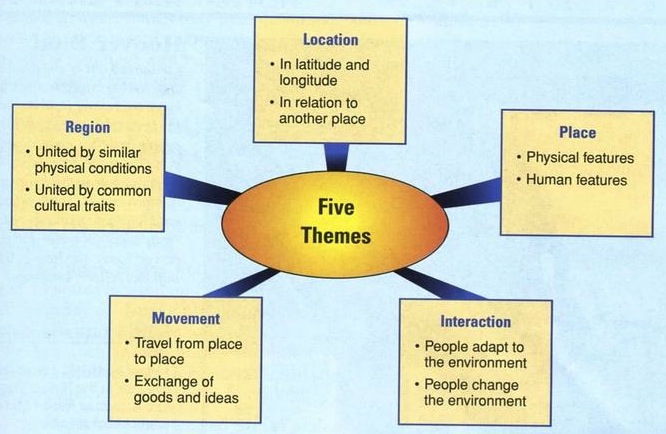 Location
• In latitude and
longitude
• In relation to
another place
Region
• United by similar
physical conditions
• United by common
cultural traits
Place
• Physical features
• Human features
Five
Themes
Movement
• Travel from place
to place
• Exchange of
goods and ideas
Interaction
• People adapt to
the environment
• People change
the environment